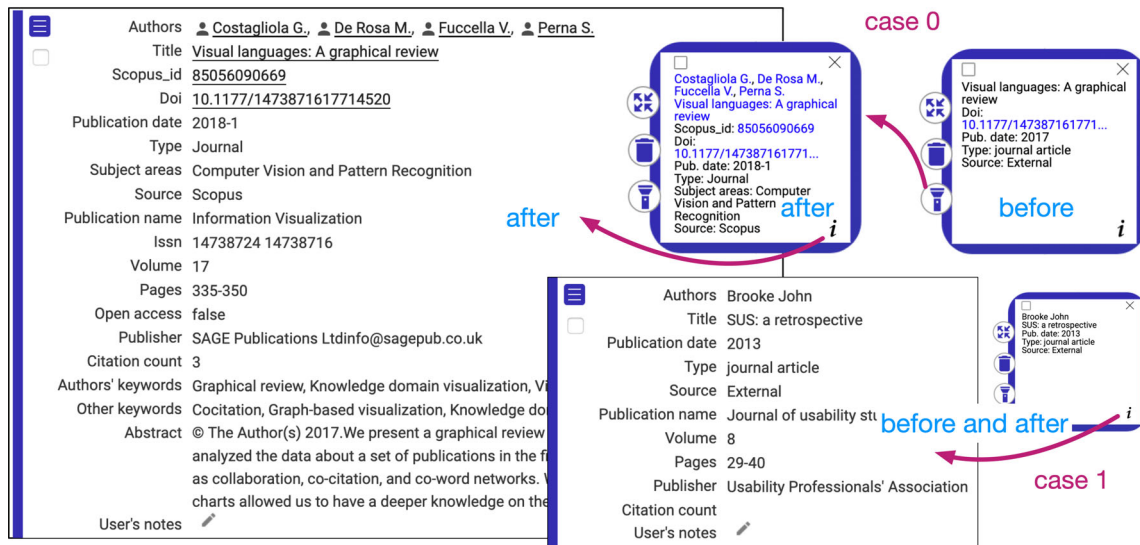 Authors Costagliola G., De Rosa M., Fuccella V., Perna S.
Title Visual languages: A graphical review
Scopus_id 85056090669
Doi 10.1177/1473871617714520
Publication date 2018-1
Type Journal
Subject areas Computer Vision and Pattern Recognition
Source Scopus
Publication name Information Visualization
Issn 14738724 14738716
Volume 17
Pages 335-350
Open access false
Publisher SAGE Publications Ltdinfo@sagepub.co.uk
Citation count 3
Authors' keywords Graphical review, Knowledge domain visualization, Vi
Other keywords Cocitation, Graph-based visualization, Knowledge do
Abstract © The Author(s) 2017.We present a graphical review
analyzed the data about a set of publications in the fi
as collaboration, co-citation, and co-word networks.
charts allowed us to have a deeper knowledge on the
User's notes
after
case 0
Costagliola G., De Rosa M.,
Fuccella V., Perna S.
Visual languages: A graphical
review
Scopus_id: 85056090669
Doi:
10.1177/147387161771...
Pub. date: 2018-1
Type: Journal
Subject areas: Computer
Vision and Pattern
Recognition
Source: Scopus
after
i
Visual languages: A graphical
review
Doi:
10.1177/147387161771...
Pub. date: 2017
Type: journal article
Source: External
before
i
Authors Brooke John
Title SUS: a retrospective
Publication date 2013
Type journal article
Source External
Publication name Journal of usability stu
Volume 8
Pages 29-40
Publisher Usability Professionals' Association
Citation count
User's notes
before and after
Brooke John
SUS: a retrospective
Pub. date: 2013
Type: journal article
Source: External
i
case 1